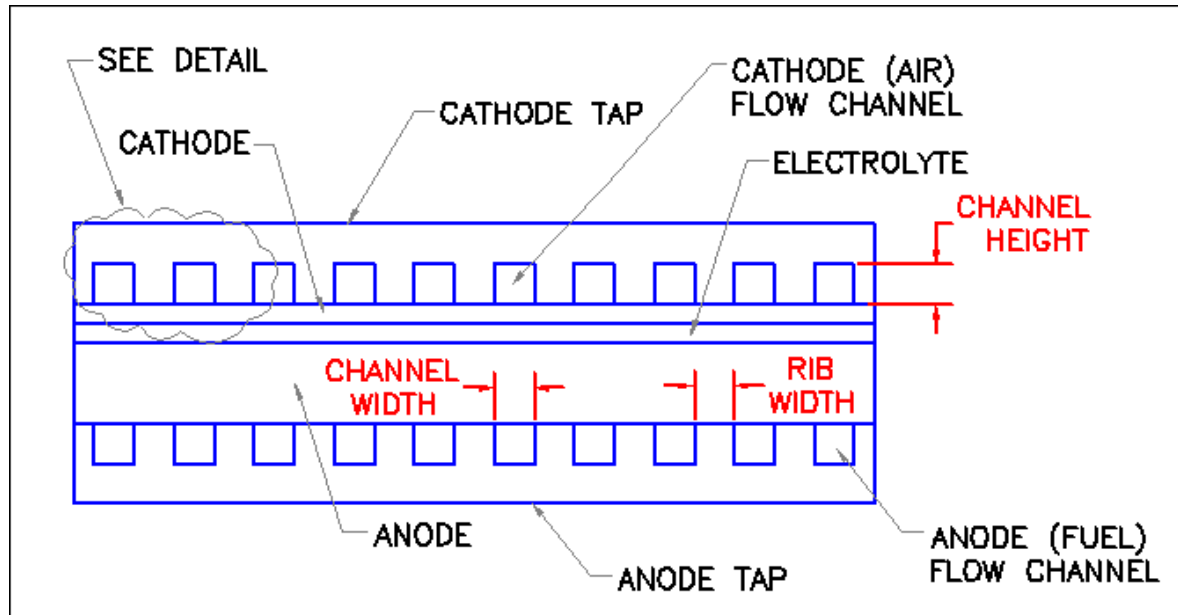 SEE DETAIL
CATHODE (AIR)
FLOW CHANNEL
CATHODE TAP
CATHODE
ELECTROLYTE
CHANNEL
HEIGHT
CHANNEL
WIDTH
RIB
WIDTH
ANODE
ANODE (FUEL)
FLOW CHANNEL
ANODE TAP